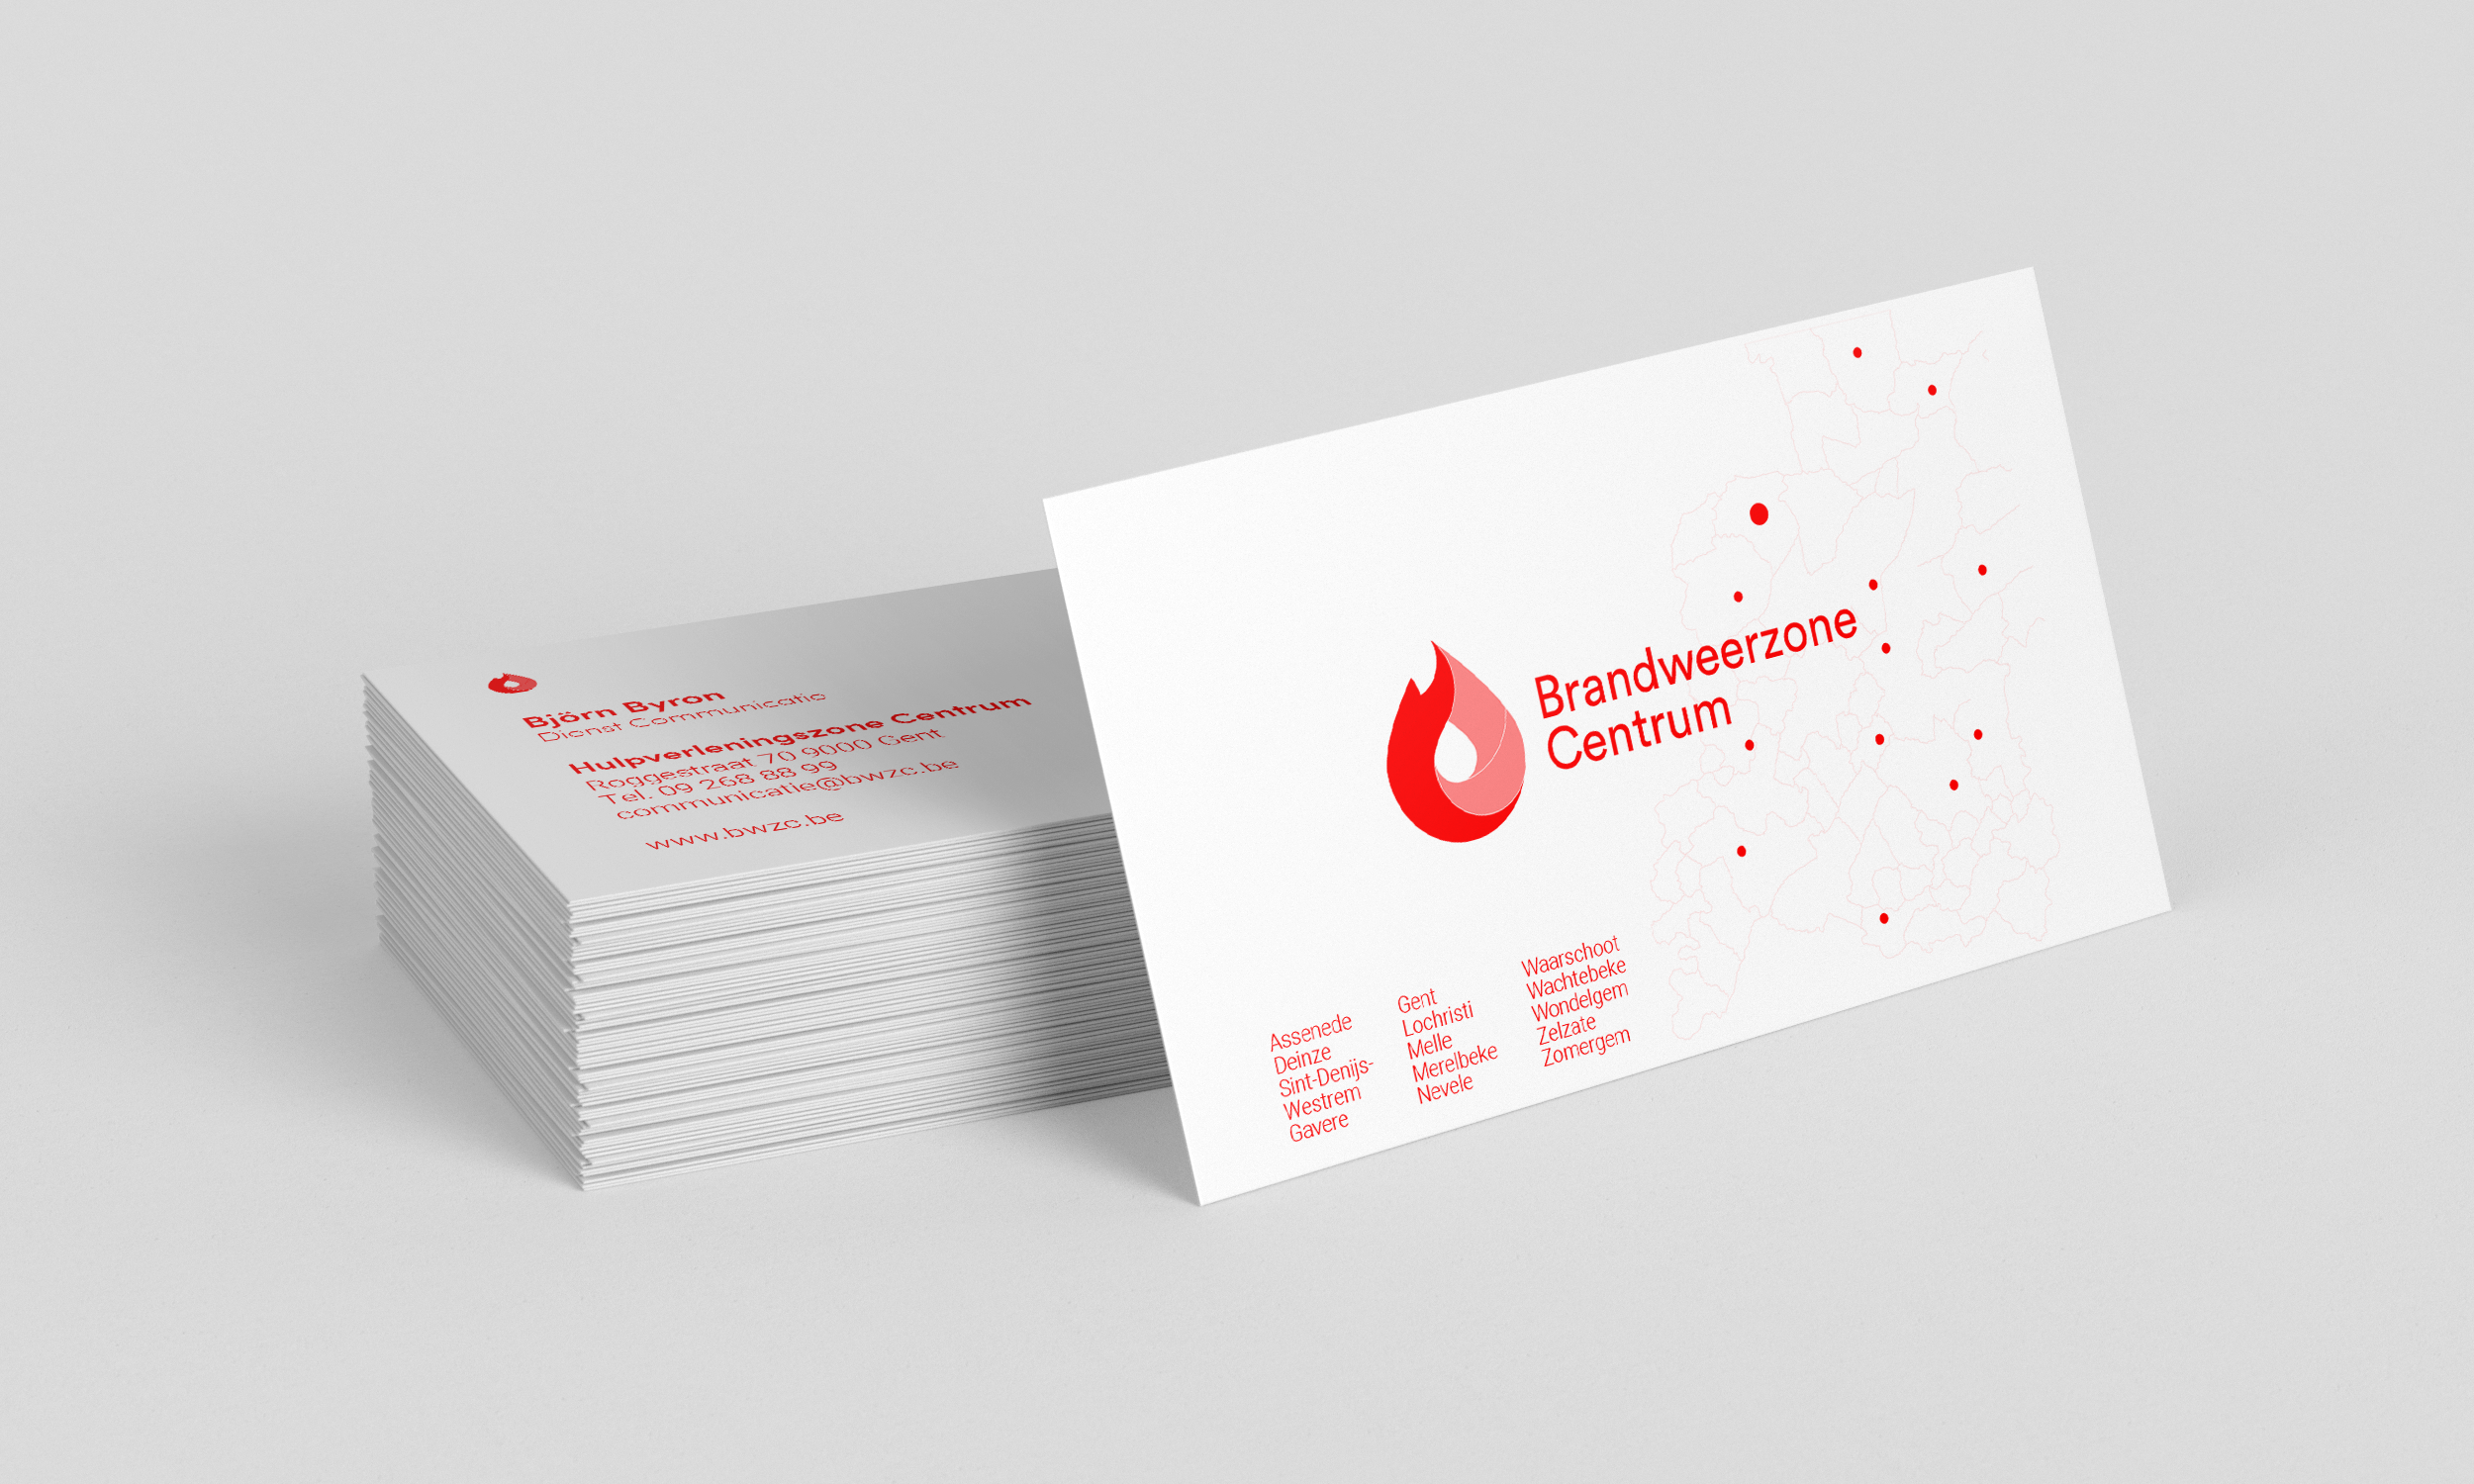 Björn Byron
Dienst Communicatie
Hulpverleningszone Centrum
Roggestraat 70 9000 Gent
Tel. 09 268 88 99
communicatie@bwzc.be
www.bwzc.be
Brandweerzone
Centrum
Assenede
Deinze
Sint-Denijs-
Westrem
Gavere
Gent
Lochristi
Melle
Merelbeke
Nevele
Waarschoot
Wachtebeke
Wondelgem
Zelzate
Zomergem